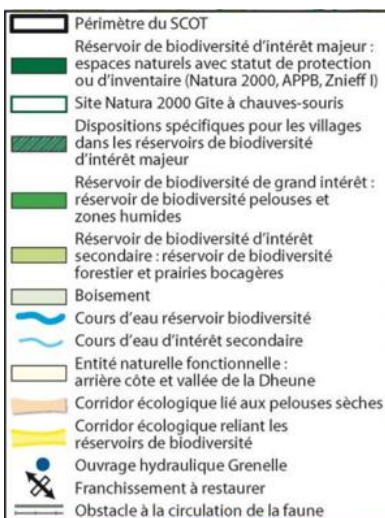 Périmètre du SCOT
Réservoir de biodiversité d’intérêt majeur :
espaces naturels avec statut de protection
ou d’inventaire (Natura 2000, APPB, Znieff I)
Site Natura 2000 Gîte à chauves-souris
Dispositions spécifiques pour les villages
dans les réservoirs de biodiversité
d’intérêt majeur
Réservoir de biodiversité de grand intérêt :
réservoir de biodiversité pelouses et
zones humides
Réservoir de biodiversité d’intérêt
secondaire : réservoir de biodiversité
forestier et prairies bocagères
Boisement
Cours d’eau réservoir biodiversité
Cours d’eau d’intérêt secondaire
Entité naturelle fonctionnelle :
arrière côte et vallée de la Dheune
Corridor écologique lié aux pelouses sèches
Corridor écologique reliant les
réservoirs de biodiversité
Ouvrage hydraulique Grenelle
Franchissement à restaurer
Obstacle à la circulation de la faune